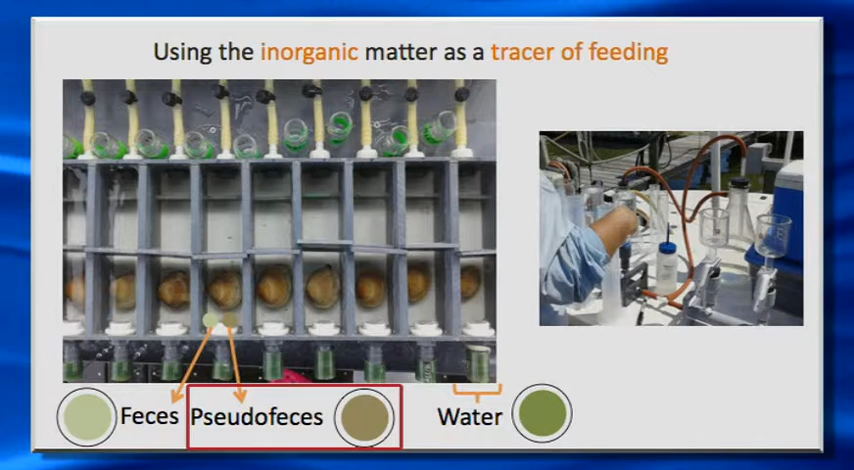 Using the inorganic matter as a tracer of feeding
Feces Pseudofeces Water